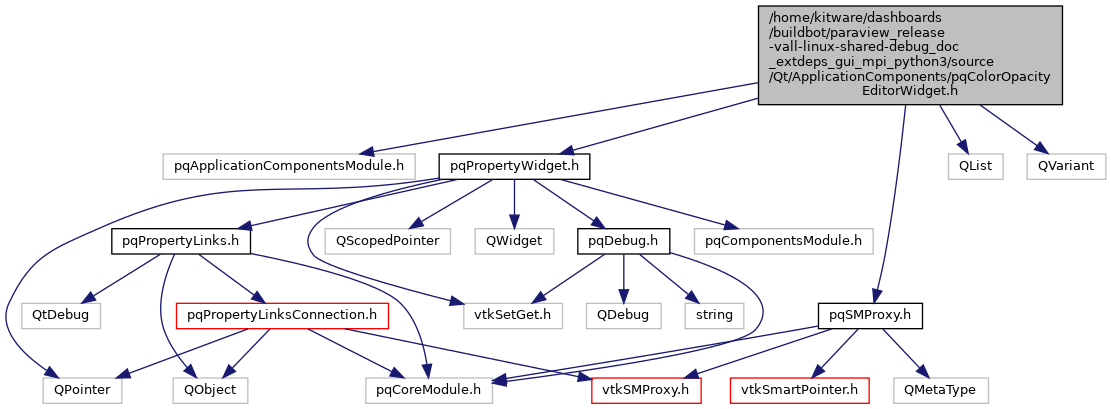 /home/kitware/dashboards
/buildbot/paraview_release
-vall-linux-shared-debug_doc
_extdeps_gui_mpi_python3/source
/Qt/ApplicationComponents/pqColorOpacity
EditorWidget.h
pqApplicationComponentsModule.h
pqPropertyWidget.h
QList
QVariant
pqPropertyLinks.h
QScopedPointer
QWidget
pqDebug.h
pqComponentsModule.h
QtDebug
pqPropertyLinksConnection.h
vtkSetGet.h
QDebug
string
pqSMProxy.h
QPointer
QObject
pqCoreModule.h
vtkSMProxy.h
vtkSmartPointer.h
QMetaType